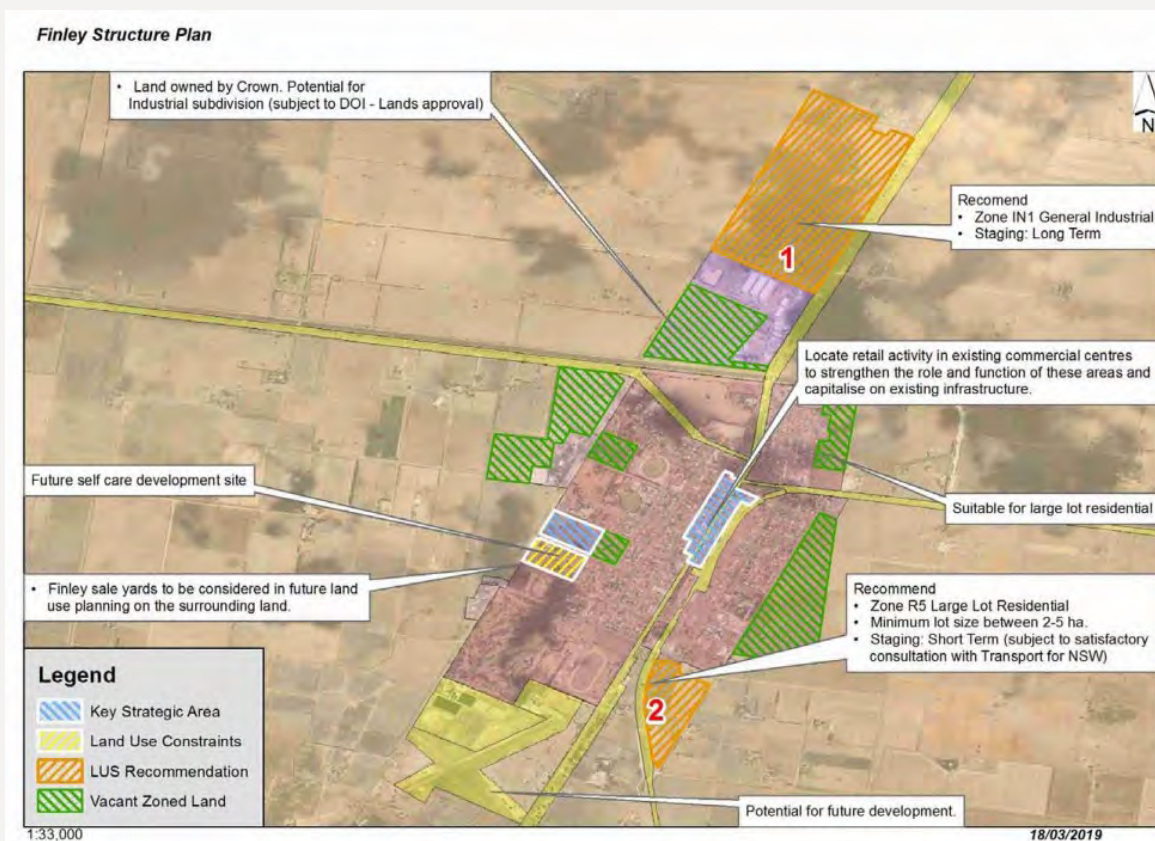 Finley Structure Plan
• Land owned by Crown. Potential for
Industrial subdivision (subject to DOI - Lands approval)
N
Recomend
• Zone IN1 General Industrial
• Staging: Long Term
1
Locate retail activity in existing commercial centres
to strengthen the role and function of these areas and
capitalise on existing infrastructure.
Future self care development site
Suitable for large lot residential
• Finley sale yards to be considered in future land
use planning on the surrounding land.
Recommend
• Zone R5 Large Lot Residential
• Minimum lot size between 2-5 ha.
• Staging: Short Term (subject to satisfactory
consultation with Transport for NSW)
2
Legend
Key Strategic Area
Land Use Constraints
LUS Recommendation
Vacant Zoned Land
Potential for future development.
1:33,000
18/03/2019